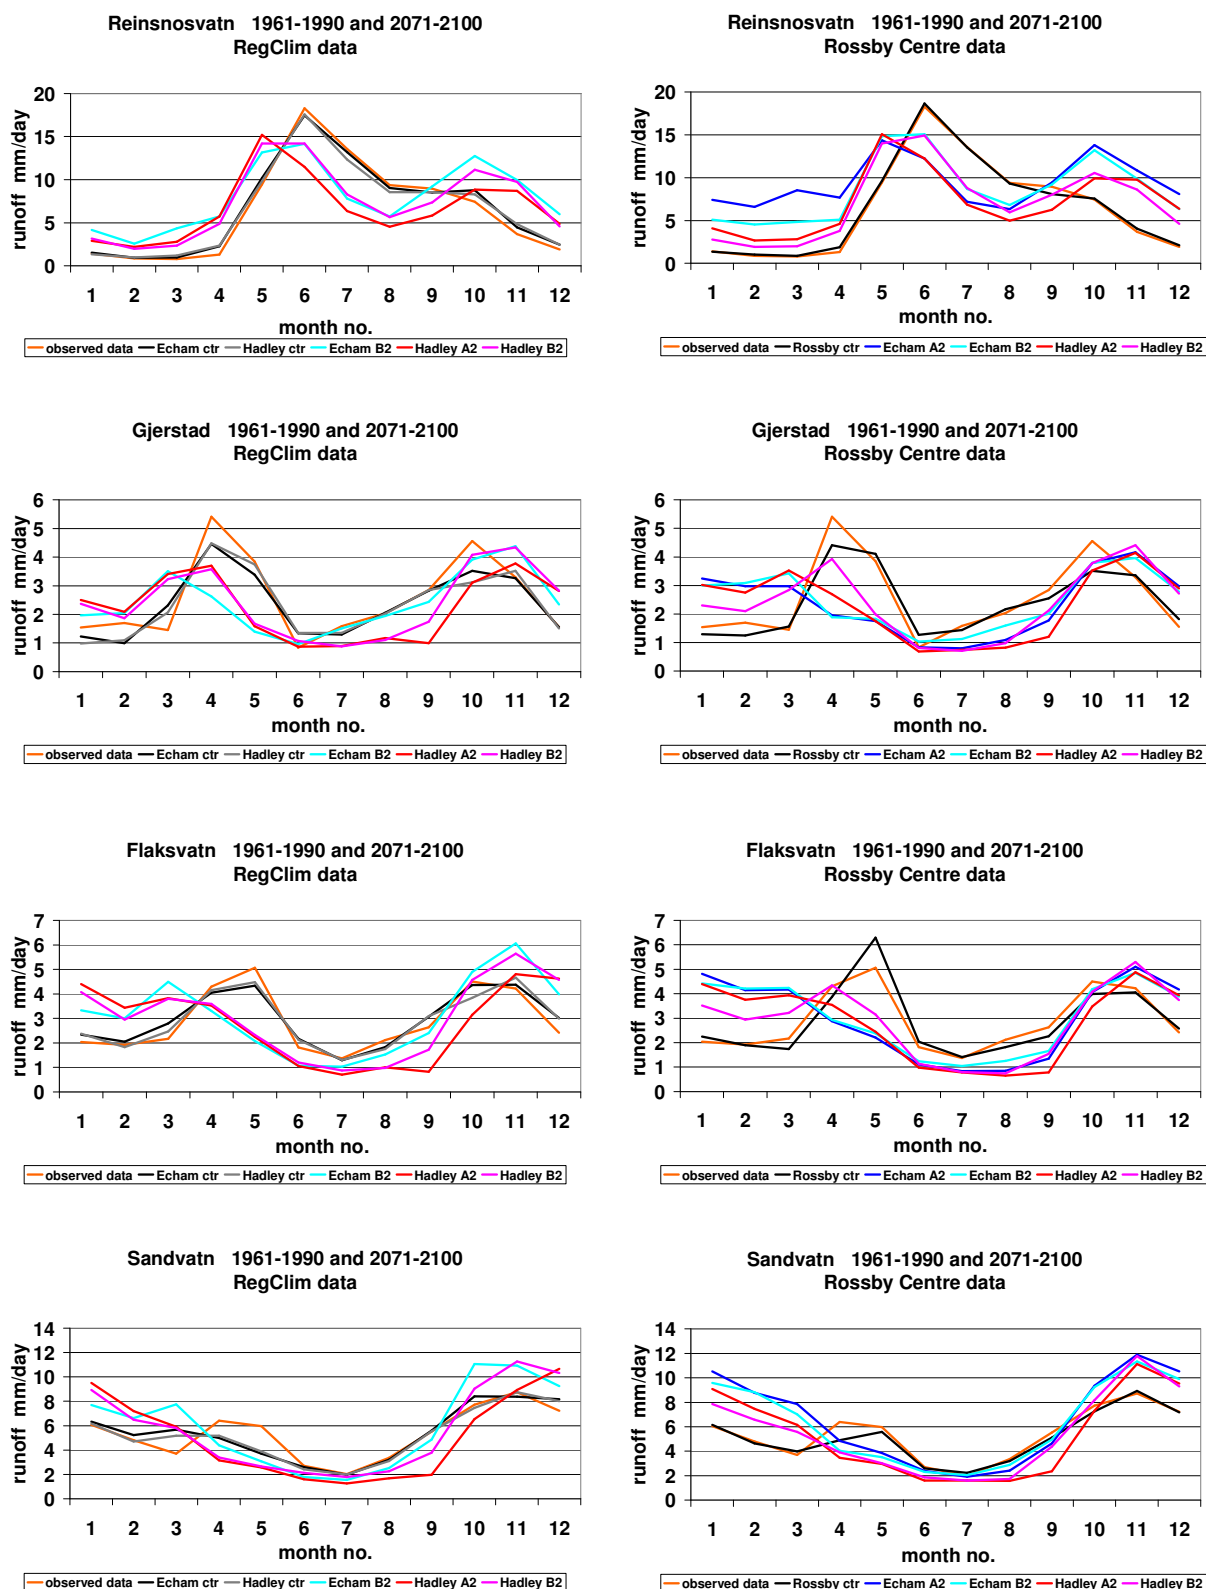 Reinsnosvatn 1961-1990 and 2071-2100
RegClim data
runoff mm/day
20
15
10
5
0
1 2 3 4 5 6 7 8 9 10 11 12
month no.
observed data Echam ctr Hadley ctr Echam B2 Hadley A2 Hadley B2
Reinsnosvatn 1961-1990 and 2071-2100
Rossby Centre data
runoff mm/day
20
15
10
5
0
1 2 3 4 5 6 7 8 9 10 11 12
month no.
observed data Rossby ctr Echam A2 Echam B2 Hadley A2 Hadley B2
Gjerstad 1961-1990 and 2071-2100
RegClim data
runoff mm/day
6
5
4
3
2
1
0
1 2 3 4 5 6 7 8 9 10 11 12
month no.
observed data Echam ctr Hadley ctr Echam B2 Hadley A2 Hadley B2
Gjerstad 1961-1990 and 2071-2100
Rossby Centre data
runoff mm/day
6
5
4
3
2
1
0
1 2 3 4 5 6 7 8 9 10 11 12
month no.
observed data Rossby ctr Echam A2 Echam B2 Hadley A2 Hadley B2
Flaksvatn 1961-1990 and 2071-2100
RegClim data
runoff mm/day
7
6
5
4
3
2
1
0
1 2 3 4 5 6 7 8 9 10 11 12
month no.
observed data Echam ctr Hadley ctr Echam B2 Hadley A2 Hadley B2
Flaksvatn 1961-1990 and 2071-2100
Rossby Centre data
runoff mm/day
7
6
5
4
3
2
1
0
1 2 3 4 5 6 7 8 9 10 11 12
month no.
observed data Rossby ctr Echam A2 Echam B2 Hadley A2 Hadley B2
Sandvatn 1961-1990 and 2071-2100
RegClim data
runoff mm/day
14
12
10
8
6
4
2
0
1 2 3 4 5 6 7 8 9 10 11 12
month no.
observed data Echam ctr Hadley ctr Echam B2 Hadley A2 Hadley B2
Sandvatn 1961-1990 and 2071-2100
Rossby Centre data
runoff mm/day
14
12
10
8
6
4
2
0
1 2 3 4 5 6 7 8 9 10 11 12
month no.
observed data Rossby ctr Echam A2 Echam B2 Hadley A2 Hadley B2